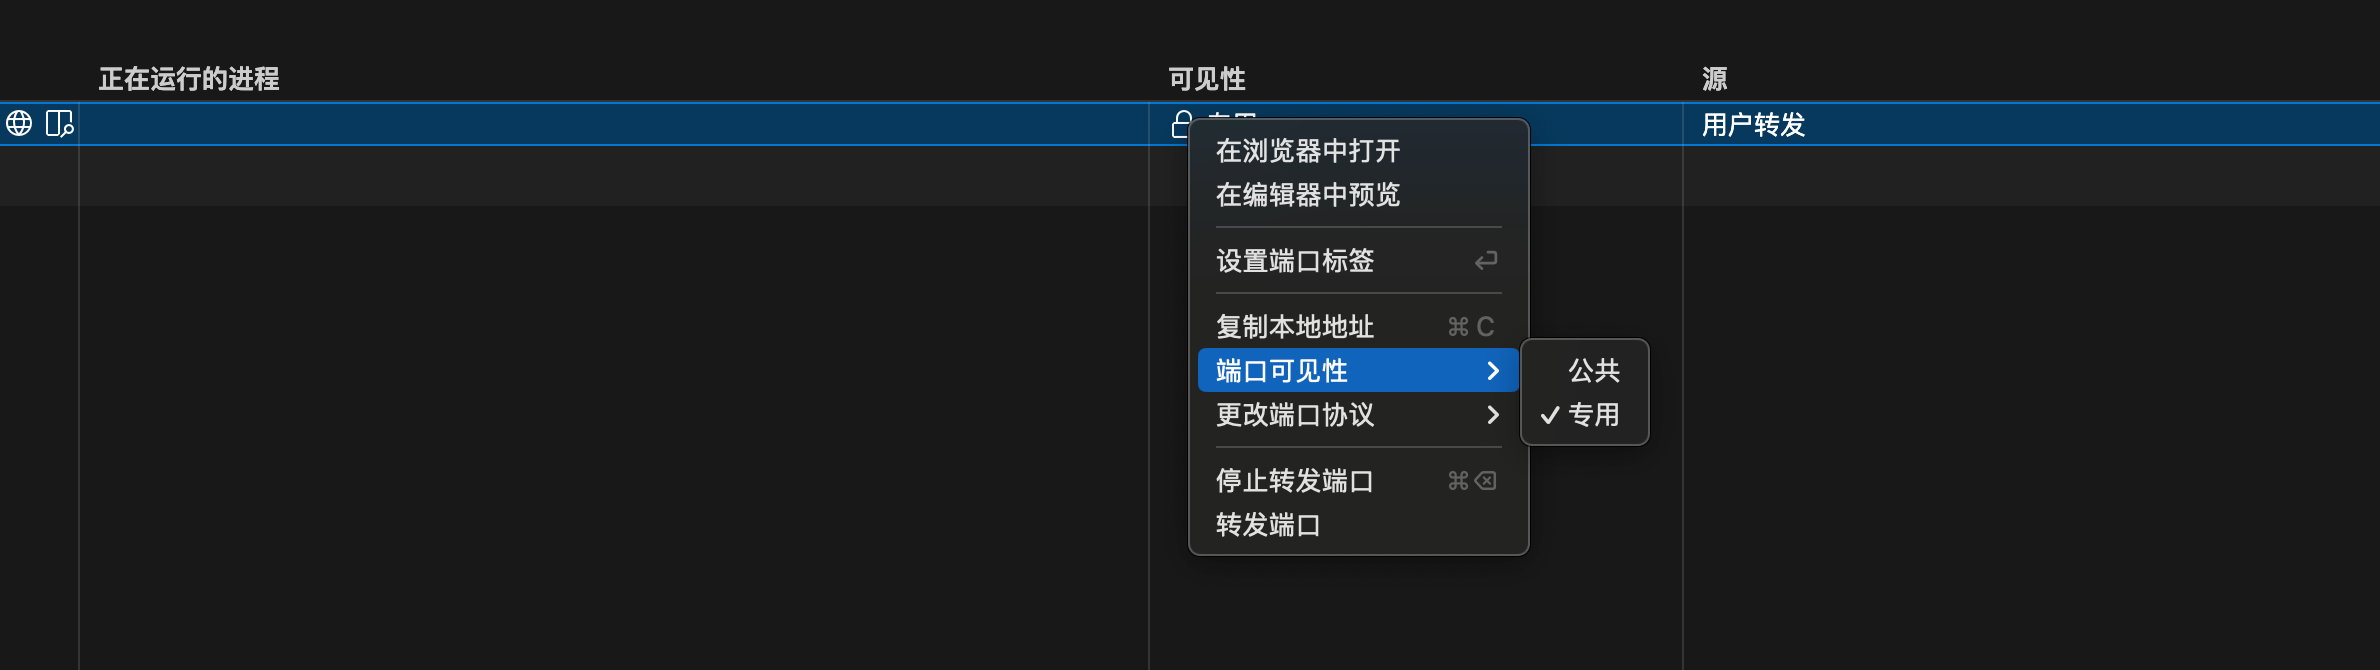 正在运行的进程 可见性 源
用户转发
在浏览器中打开
在编辑器中预览
设置端口标签
复制本地地址 ⌘ C
端口可见性 公共
更改端口协议 专用
停止转发端口 ⌘⌫
转发端口